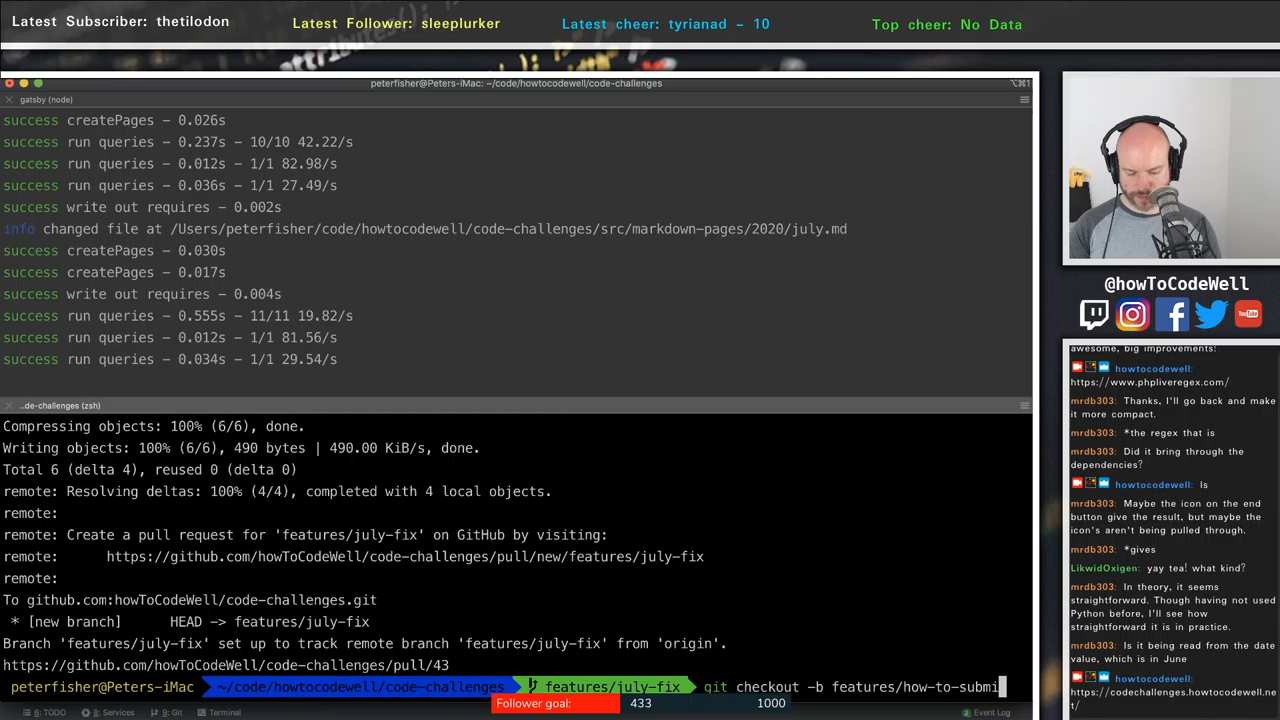 Latest Subscriber: thetilodon
Latest Follower: sleeplurker
Latest cheer: tyrianad - 10
Top cheer: No Data
peterfisher@Peters-iMac: ~/code/howtocodewell/code-challenges
⌥⌘1
gatsby (node)
success createPages - 0.026s
success run queries - 0.237s - 10/10 42.22/s
success run queries - 0.012s - 1/1 82.98/s
success run queries - 0.036s - 1/1 27.49/s
success write out requires - 0.002s
info changed file at /Users/peterfisher/code/howtocodewell/code-challenges/src/markdown-pages/2020/july.md
success createPages - 0.030s
success createPages - 0.017s
success write out requires - 0.004s
success run queries - 0.555s - 11/11 19.82/s
success run queries - 0.012s - 1/1 81.56/s
success run queries - 0.034s - 1/1 29.54/s
..de-challenges (zsh)
Compressing objects: 100% (6/6), done.
Writing objects: 100% (6/6), 490 bytes | 490.00 KiB/s, done.
Total 6 (delta 4), reused 0 (delta 0)
remote: Resolving deltas: 100% (4/4), completed with 4 local objects.
remote:
remote: Create a pull request for 'features/july-fix' on GitHub by visiting:
remote:      https://github.com/howToCodeWell/code-challenges/pull/new/features/july-fix
remote:
To github.com:howToCodeWell/code-challenges.git
* [new branch]      HEAD -> features/july-fix
Branch 'features/july-fix' set up to track remote branch 'features/july-fix' from 'origin'.
https://github.com/howToCodeWell/code-challenges/pull/43
peterfisher@Peters-iMac ~/code/howtocodewell/code-challenges features/july-fix git checkout -b features/how-to-submi
Follower goal: 433 1000
6: TODO 8: Services 9: Git Terminal
2 Event Log
@howToCodeWell
YouTube
awesome, big improvements!
howtocodewell:
https://www.phpliveregex.com/
mrdb303: Thanks, I'll go back and make
it more compact.
mrdb303: *the regex that is
mrdb303: Did it bring through the
dependencies?
howtocodewell: ls
mrdb303: Maybe the icon on the end
button give the result, but maybe the
icon's aren't being pulled through.
mrdb303: *gives
LikwidOxigen: yay tea! what kind?
mrdb303: In theory, it seems
straightforward. Though having not used
Python before, I'll see how
straightforward it is in practice.
mrdb303: Is it being read from the date
value, which is in June
howtocodewell:
https://codechallenges.howtocodewell.ne
t/